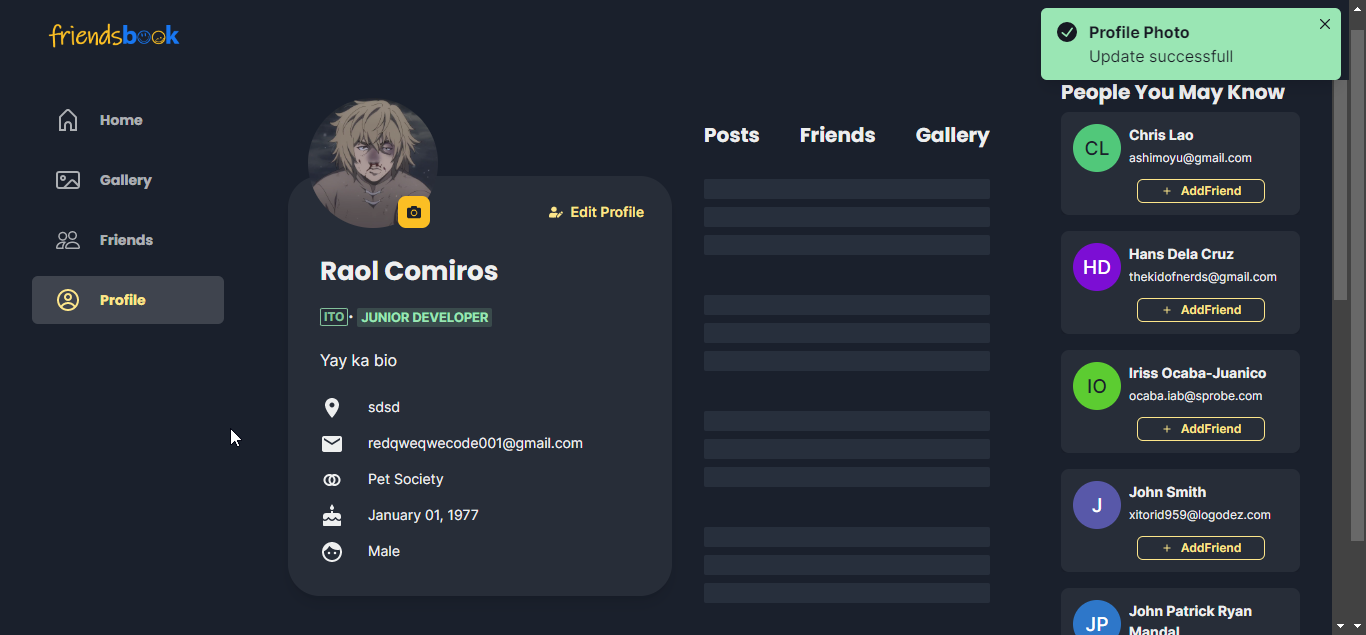 friendsbook
Home
Gallery
Friends
Profile
Edit Profile
Raol Comiros
ITO • JUNIOR DEVELOPER
Yay ka bio
sdsd
redqweqwecode001@gmail.com
Pet Society
January 01, 1977
Male
Posts Friends Gallery
Profile Photo
Update successfull
People You May Know
CL
Chris Lao
ashimoyu@gmail.com
+ AddFriend
HD
Hans Dela Cruz
thekidofnerds@gmail.com
+ AddFriend
IO
Iriss Ocaba-Juanico
ocaba.iab@sprobe.com
+ AddFriend
J
John Smith
xitorid959@logodez.com
+ AddFriend
JP
John Patrick Ryan
Mandal